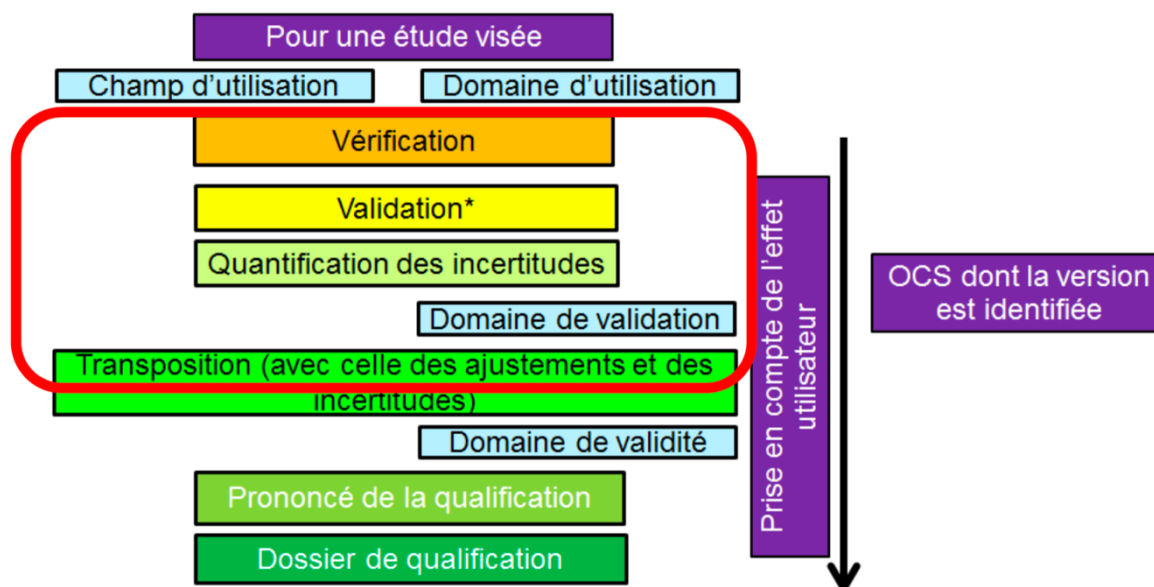 Pour une étude visée
Champ d'utilisation
Domaine d'utilisation
Vérification
Validation*
Quantification des incertitudes
Domaine de validation
Transposition (avec celle des ajustements et des
incertitudes)
Domaine de validité
Prononcé de la qualification
Dossier de qualification
Prise en compte de l'effet
utilisateur
OCS dont la version
est identifiée